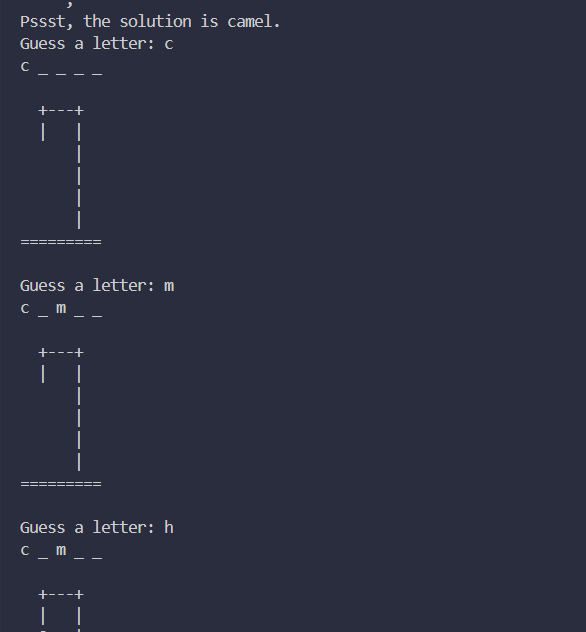 Pssst, the solution is camel.
Guess a letter: c
c _ _ _ _
  +---+
  |   |
      |
      |
      |
      |
=========
Guess a letter: m
c _ m _ _
  +---+
  |   |
      |
      |
      |
      |
=========
Guess a letter: h
c _ m _ _
  +---+
  |   |